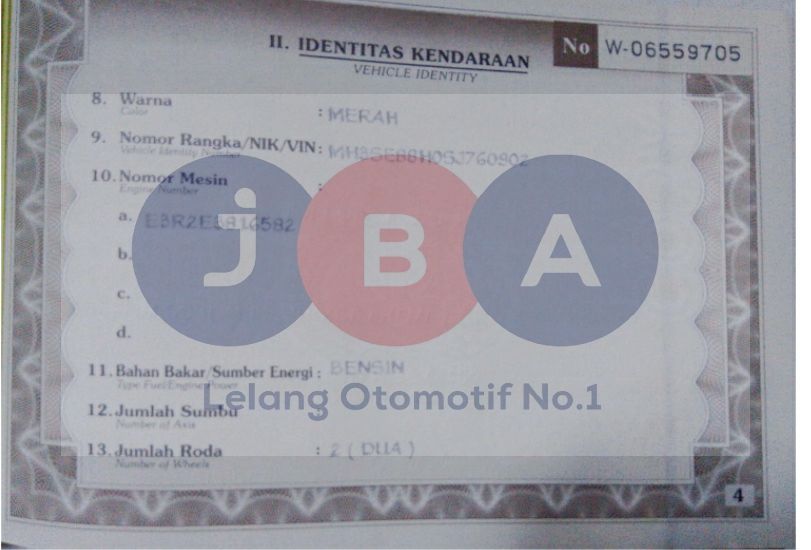 II. IDENTITAS KENDARAAN
VEHICLE IDENTITY
No W-06559705
8. Warna : MERAH
Color
9. Nomor Rangka/NIK/VIN:
Vehicle Identity Number
10. Nomor Mesin :
Engine Number
a.
b.
c.
d.
11. Bahan Bakar/Sumber Energi : BENSIN
Type Fuel/Engine Power
12. Jumlah Sumbu
Number of Axis
13. Jumlah Roda : 2 ( DUA )
Number of Wheels
4
jBA
Lelang Otomotif No.1